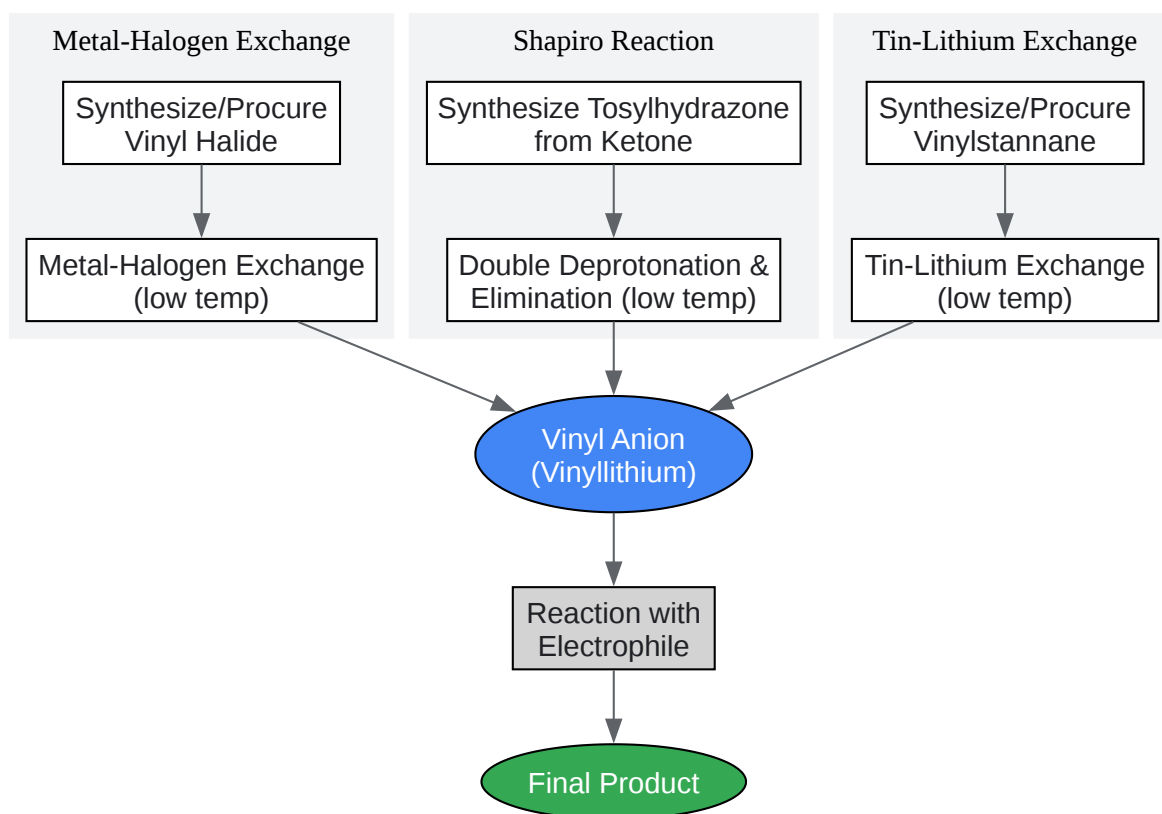 Metal-Halogen Exchange
Synthesize/Procure
Vinyl Halide
Metal-Halogen Exchange
(low temp)
Shapiro Reaction
Synthesize Tosylhydrazone
from Ketone
Double Deprotonation &
Elimination (low temp)
Tin-Lithium Exchange
Synthesize/Procure
Vinylstannane
Tin-Lithium Exchange
(low temp)
Vinyl Anion
(Vinyllithium)
Reaction with
Electrophile
Final Product